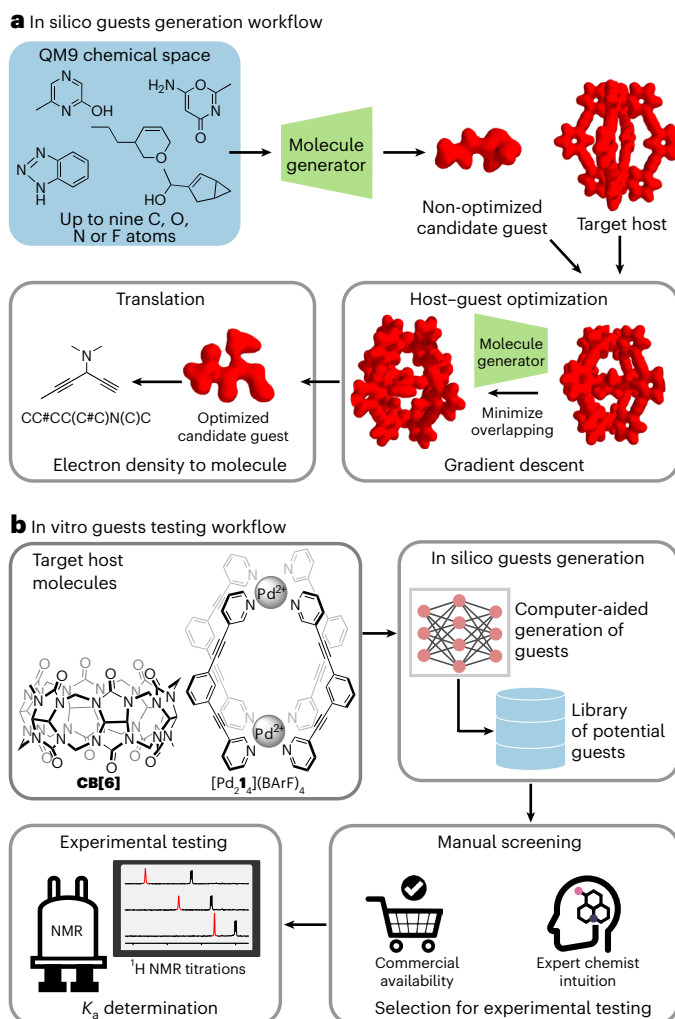 a In silico guests generation workflow
QM9 chemical space
N
N
OH
H₂N
O
N
O
N
N
N
H
O
HO
Up to nine C, O,
N or F atoms
Molecule
generator
Non-optimized
candidate guest
Target host
Translation
N
CC#CC(C#C)N(C)C
Optimized
candidate guest
Electron density to molecule
Host–guest optimization
Molecule
generator
Minimize
overlapping
Gradient descent
b In vitro guests testing workflow
Target host
molecules
CB[6]
N
N
Pd²⁺
N
N
N
N
Pd²⁺
N
N
[Pd₂1₄](BArF)₄
In silico guests generation
Computer-aided
generation of
guests
Library
of potential
guests
Experimental testing
NMR
¹H NMR titrations
Kₐ determination
Manual screening
Commercial
availability
Expert chemist
intuition
Selection for experimental testing